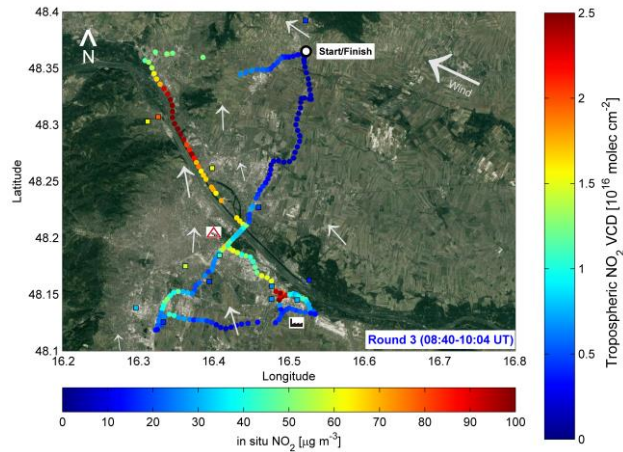 48.4
48.35
48.3
48.25
48.2
48.15
48.1
Latitude
N
Start/Finish
Wind
Round 3 (08:40-10:04 UT)
16.2 16.3 16.4 16.5 16.6 16.7 16.8
Longitude
0 10 20 30 40 50 60 70 80 90 100
in situ NO₂ [µg m⁻³]
2.5
2
1.5
1
0.5
0
Tropospheric NO₂ VCD [10¹⁶ molec cm⁻²]